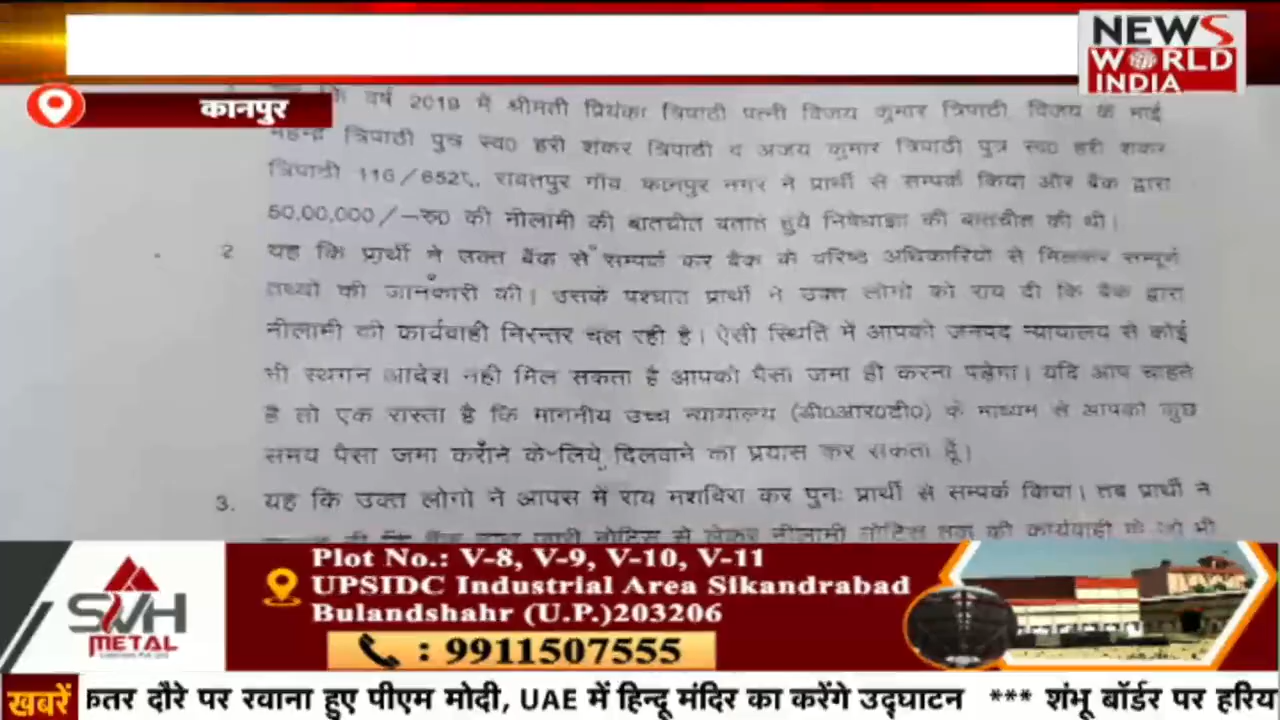 NEWS
WORLD
INDIA
कानपुर
कि वर्ष 2018 में श्रीमती प्रियंका त्रिपाठी पत्नी विजय कुमार त्रिपाठी, विजय के भाई
महेन्द्र त्रिपाठी पुत्र स्व0 हरी शंकर त्रिपाठी व अजय कुमार त्रिपाठी पुत्र स्व0 हरी शंकर
त्रिपाठी 116/652ए, रावतपुर गाँव, कानपुर नगर ने प्रार्थी से सम्पर्क किया और बैंक द्वारा
50,00,000/–रु0 की नीलामी की बातचीत बताते हुये निषेधाज्ञा की बातचीत की थी।
2 यह कि प्रार्थी ने उक्त बैंक से सम्पर्क कर बैंक के वरिष्ठ अधिकारियों से मिलकर सम्पूर्ण
तथ्यों की जानकारी की। उसके पश्चात प्रार्थी ने उक्त लोगो को राय दी कि बैंक द्वारा
नीलामी की कार्यवाही निरन्तर चल रही है। ऐसी स्थिति में आपको जनपद न्यायालय से कोई
भी स्थगन आदेश नही मिल सकता है आपको पैसा जमा ही करना पड़ेगा। यदि आप चाहते
है तो एक रास्ता है कि माननीय उच्च न्यायालय (डी0आर0टी0) के माध्यम से आपको कुछ
समय पैसा जमा कराने के लिये दिलवाने का प्रयास कर सकता हूँ।
3. यह कि उक्त लोगो ने आपस में राय मशविरा कर पुनः प्रार्थी से सम्पर्क किया। तब प्रार्थी ने
कि बैंक द्वारा जारी नोटिस से लेकर नीलामी नोटिस तक की कार्यवाही के जो भी
SVH
METAL
Plot No.: V-8, V-9, V-10, V-11
UPSIDC Industrial Area Sikandrabad
Bulandshahr (U.P.)203206
: 9911507555
खबरें कतर दौरे पर रवाना हुए पीएम मोदी, UAE में हिन्दू मंदिर का करेंगे उद्घाटन *** शंभू बॉर्डर पर हरिय